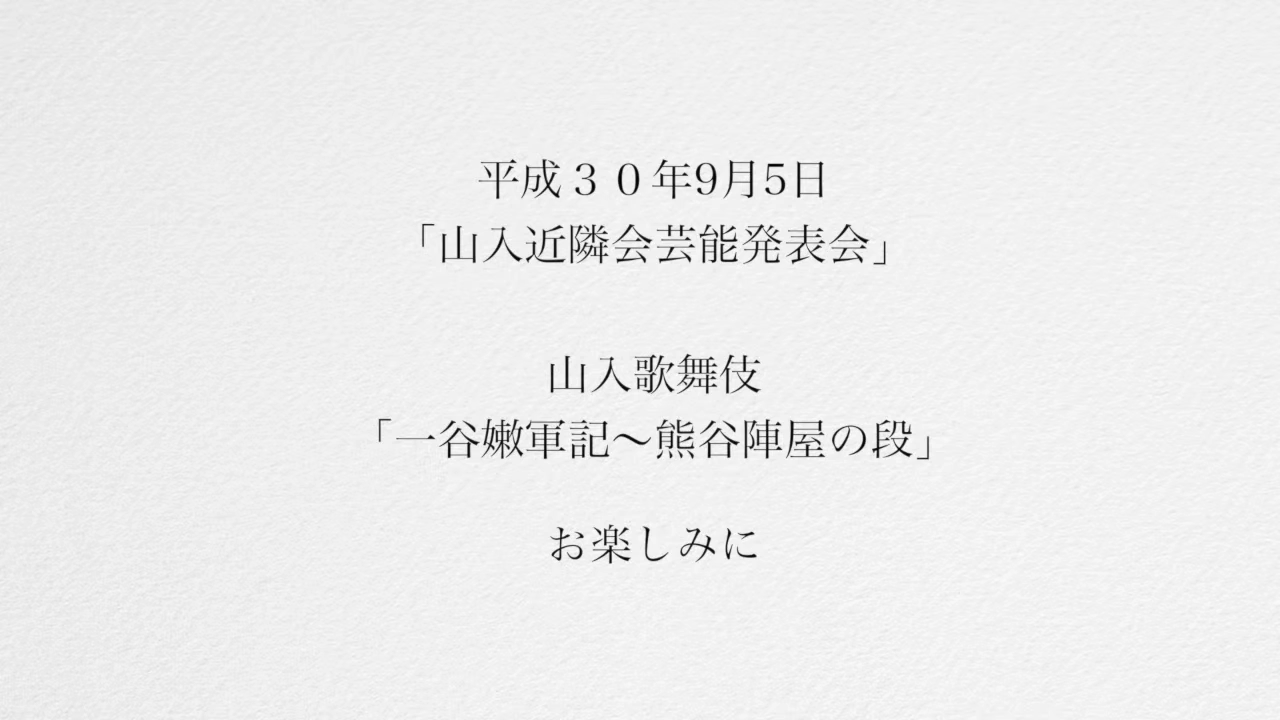 平成３０年9月5日
「山入近隣会芸能発表会」
山入歌舞伎
「一谷嫩軍記～熊谷陣屋の段」
お楽しみに